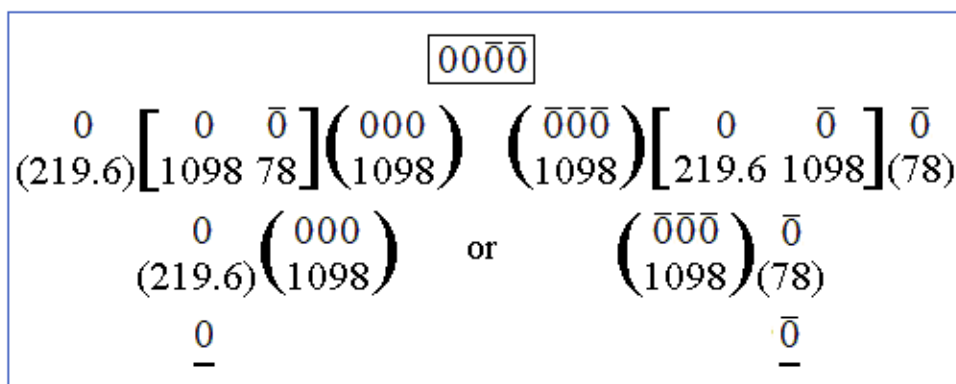 000̅0̅
0 0 0̅ 000 0̅0̅0̅ 0 0̅ 0̅
(219.6)[1098 78](1098) (1098)[219.6 1098](78)
0 000 or 0̅0̅0̅ 0̅
(219.6)(1098) (1098)(78)
0 0̅